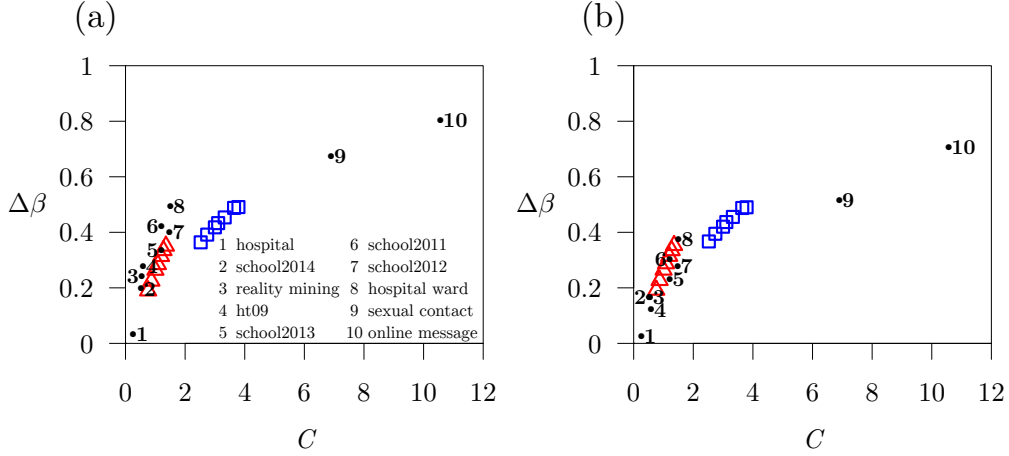 (a)
1
0.8
0.6
0.4
0.2
0
Δβ
0 2 4 6 8 10 12
C
1
2
3
4
5
6
7
8
9
10
1 hospital
2 school2014
3 reality mining
4 ht09
5 school2013
6 school2011
7 school2012
8 hospital ward
9 sexual contact
10 online message
(b)
1
0.8
0.6
0.4
0.2
0
Δβ
0 2 4 6 8 10 12
C
1
2
3
4
5
6
7
8
9
10